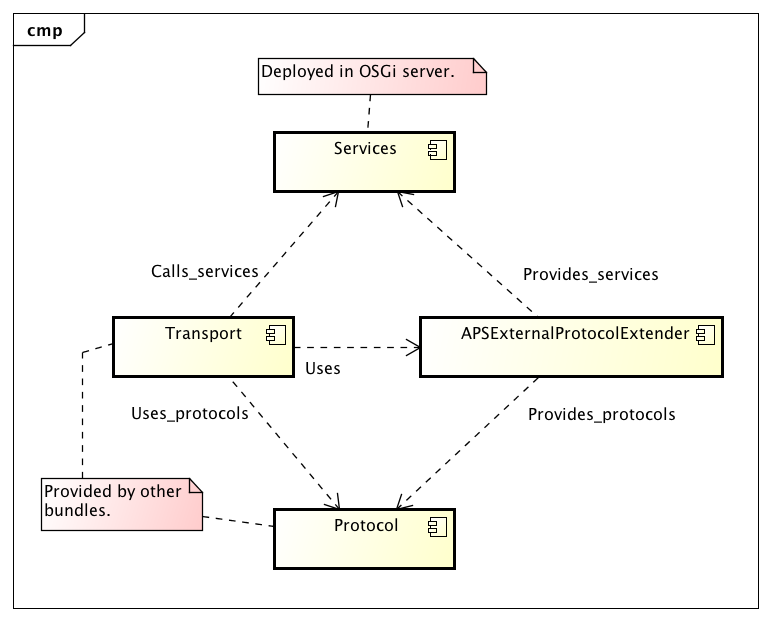 cmp
Deployed in OSGi server.
Services
Calls_services
Provides_services
Transport
APSExternalProtocolExtender
Uses
Uses_protocols
Provides_protocols
Provided by other
bundles.
Protocol